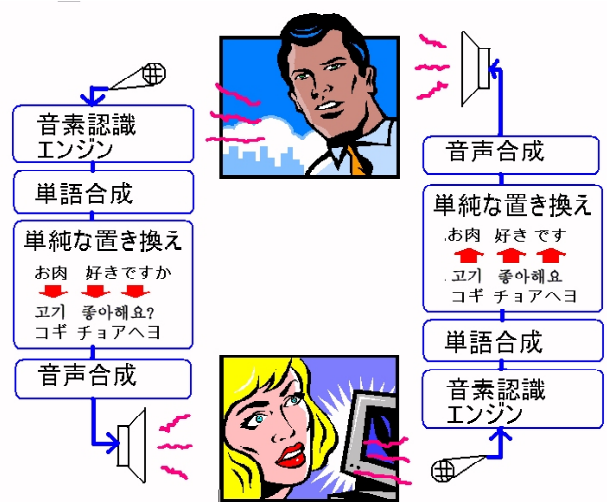 音素認識
エンジン
単語合成
単純な置き換え
お肉 好きですか
고기 좋아해요?
コギ チョアヘヨ
音声合成
音声合成
単純な置き換え
お肉 好き です
고기 좋아해요
コギ チョアヘヨ
単語合成
音素認識
エンジン